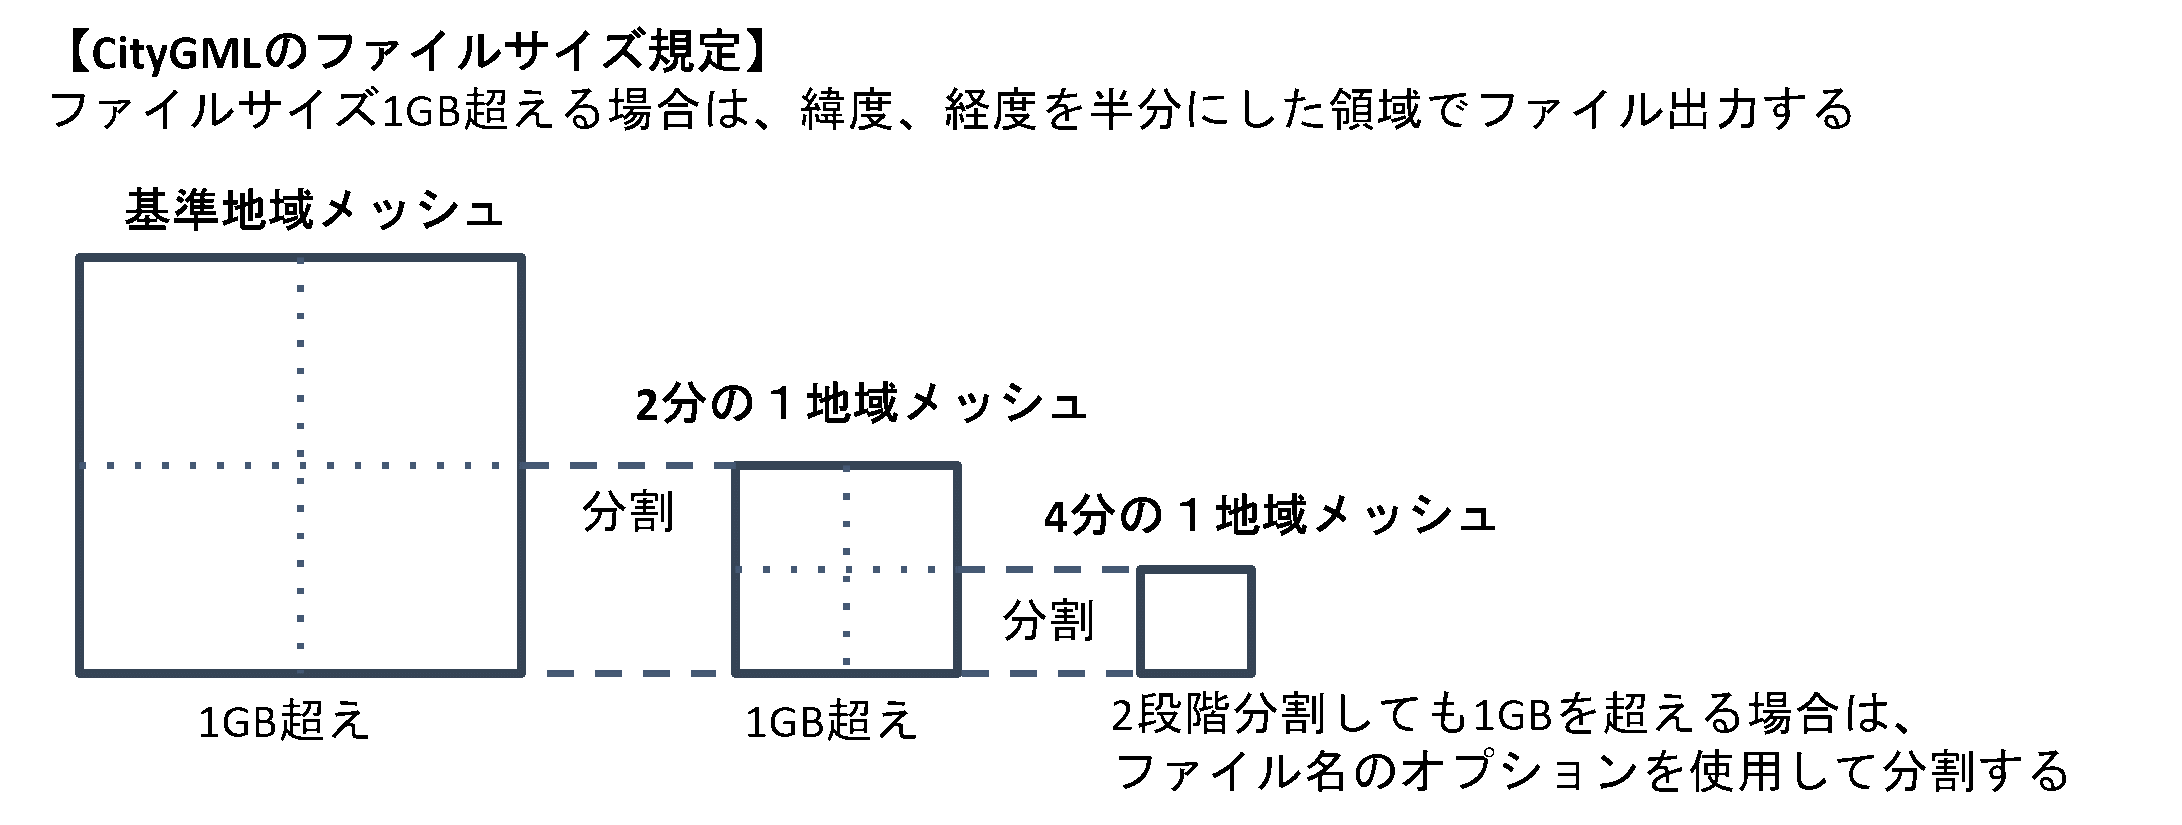 【CityGMLのファイルサイズ規定】
ファイルサイズ1GB超える場合は、緯度、経度を半分にした領域でファイル出力する
基準地域メッシュ
2分の１地域メッシュ
分割
4分の１地域メッシュ
分割
1GB超え
1GB超え
2段階分割しても1GBを超える場合は、
ファイル名のオプションを使用して分割する